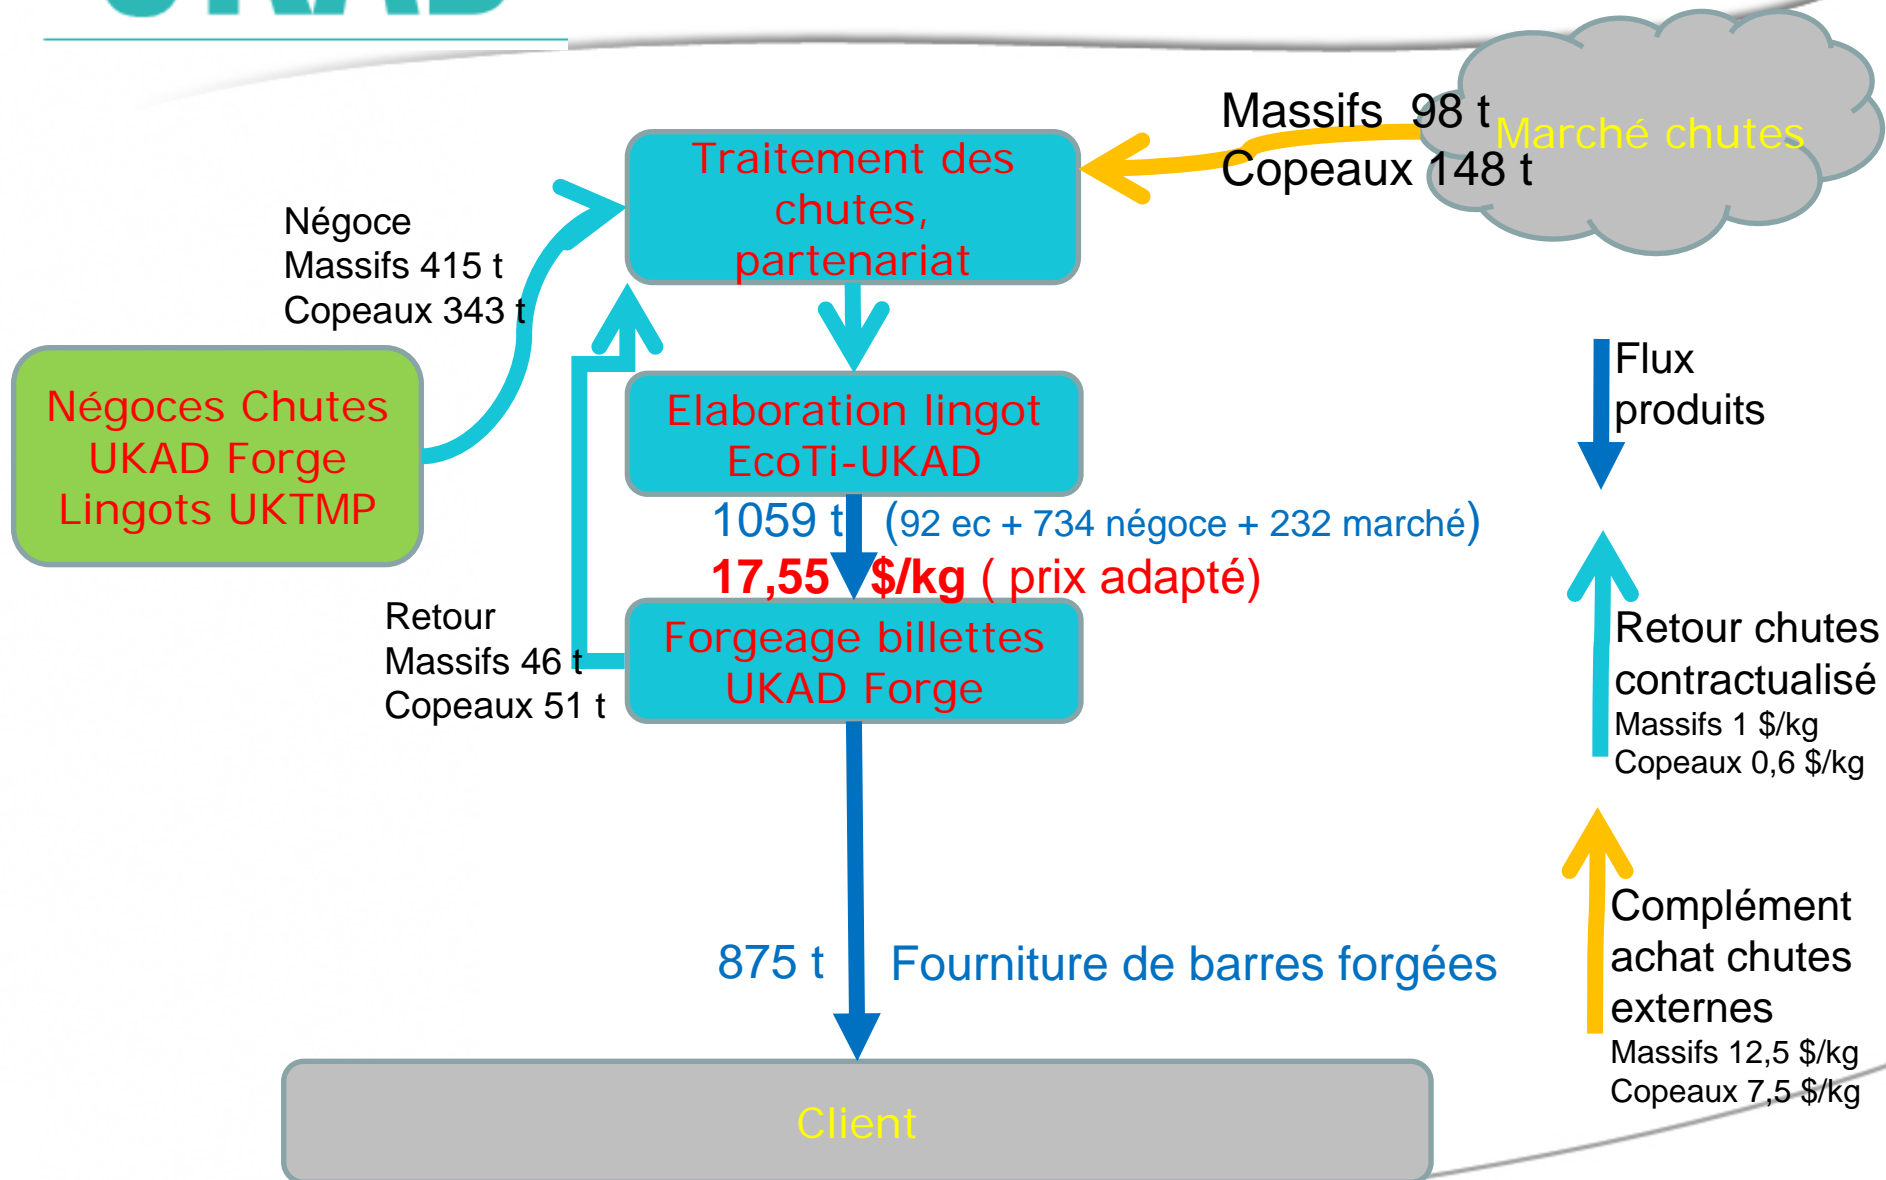 UKAD
Massifs 98 t
Copeaux 148 t
Marché chutes
Traitement des
chutes,
partenariat
Négoce
Massifs 415 t
Copeaux 343 t
Négoces Chutes
UKAD Forge
Lingots UKTMP
Elaboration lingot
EcoTi-UKAD
1059 t (92 ec + 734 négoce + 232 marché)
17,55 $/kg ( prix adapté)
Retour
Massifs 46 t
Copeaux 51 t
Forgeage billettes
UKAD Forge
875 t Fourniture de barres forgées
Client
Flux
produits
Retour chutes
contractualisé
Massifs 1 $/kg
Copeaux 0,6 $/kg
Complément
achat chutes
externes
Massifs 12,5 $/kg
Copeaux 7,5 $/kg